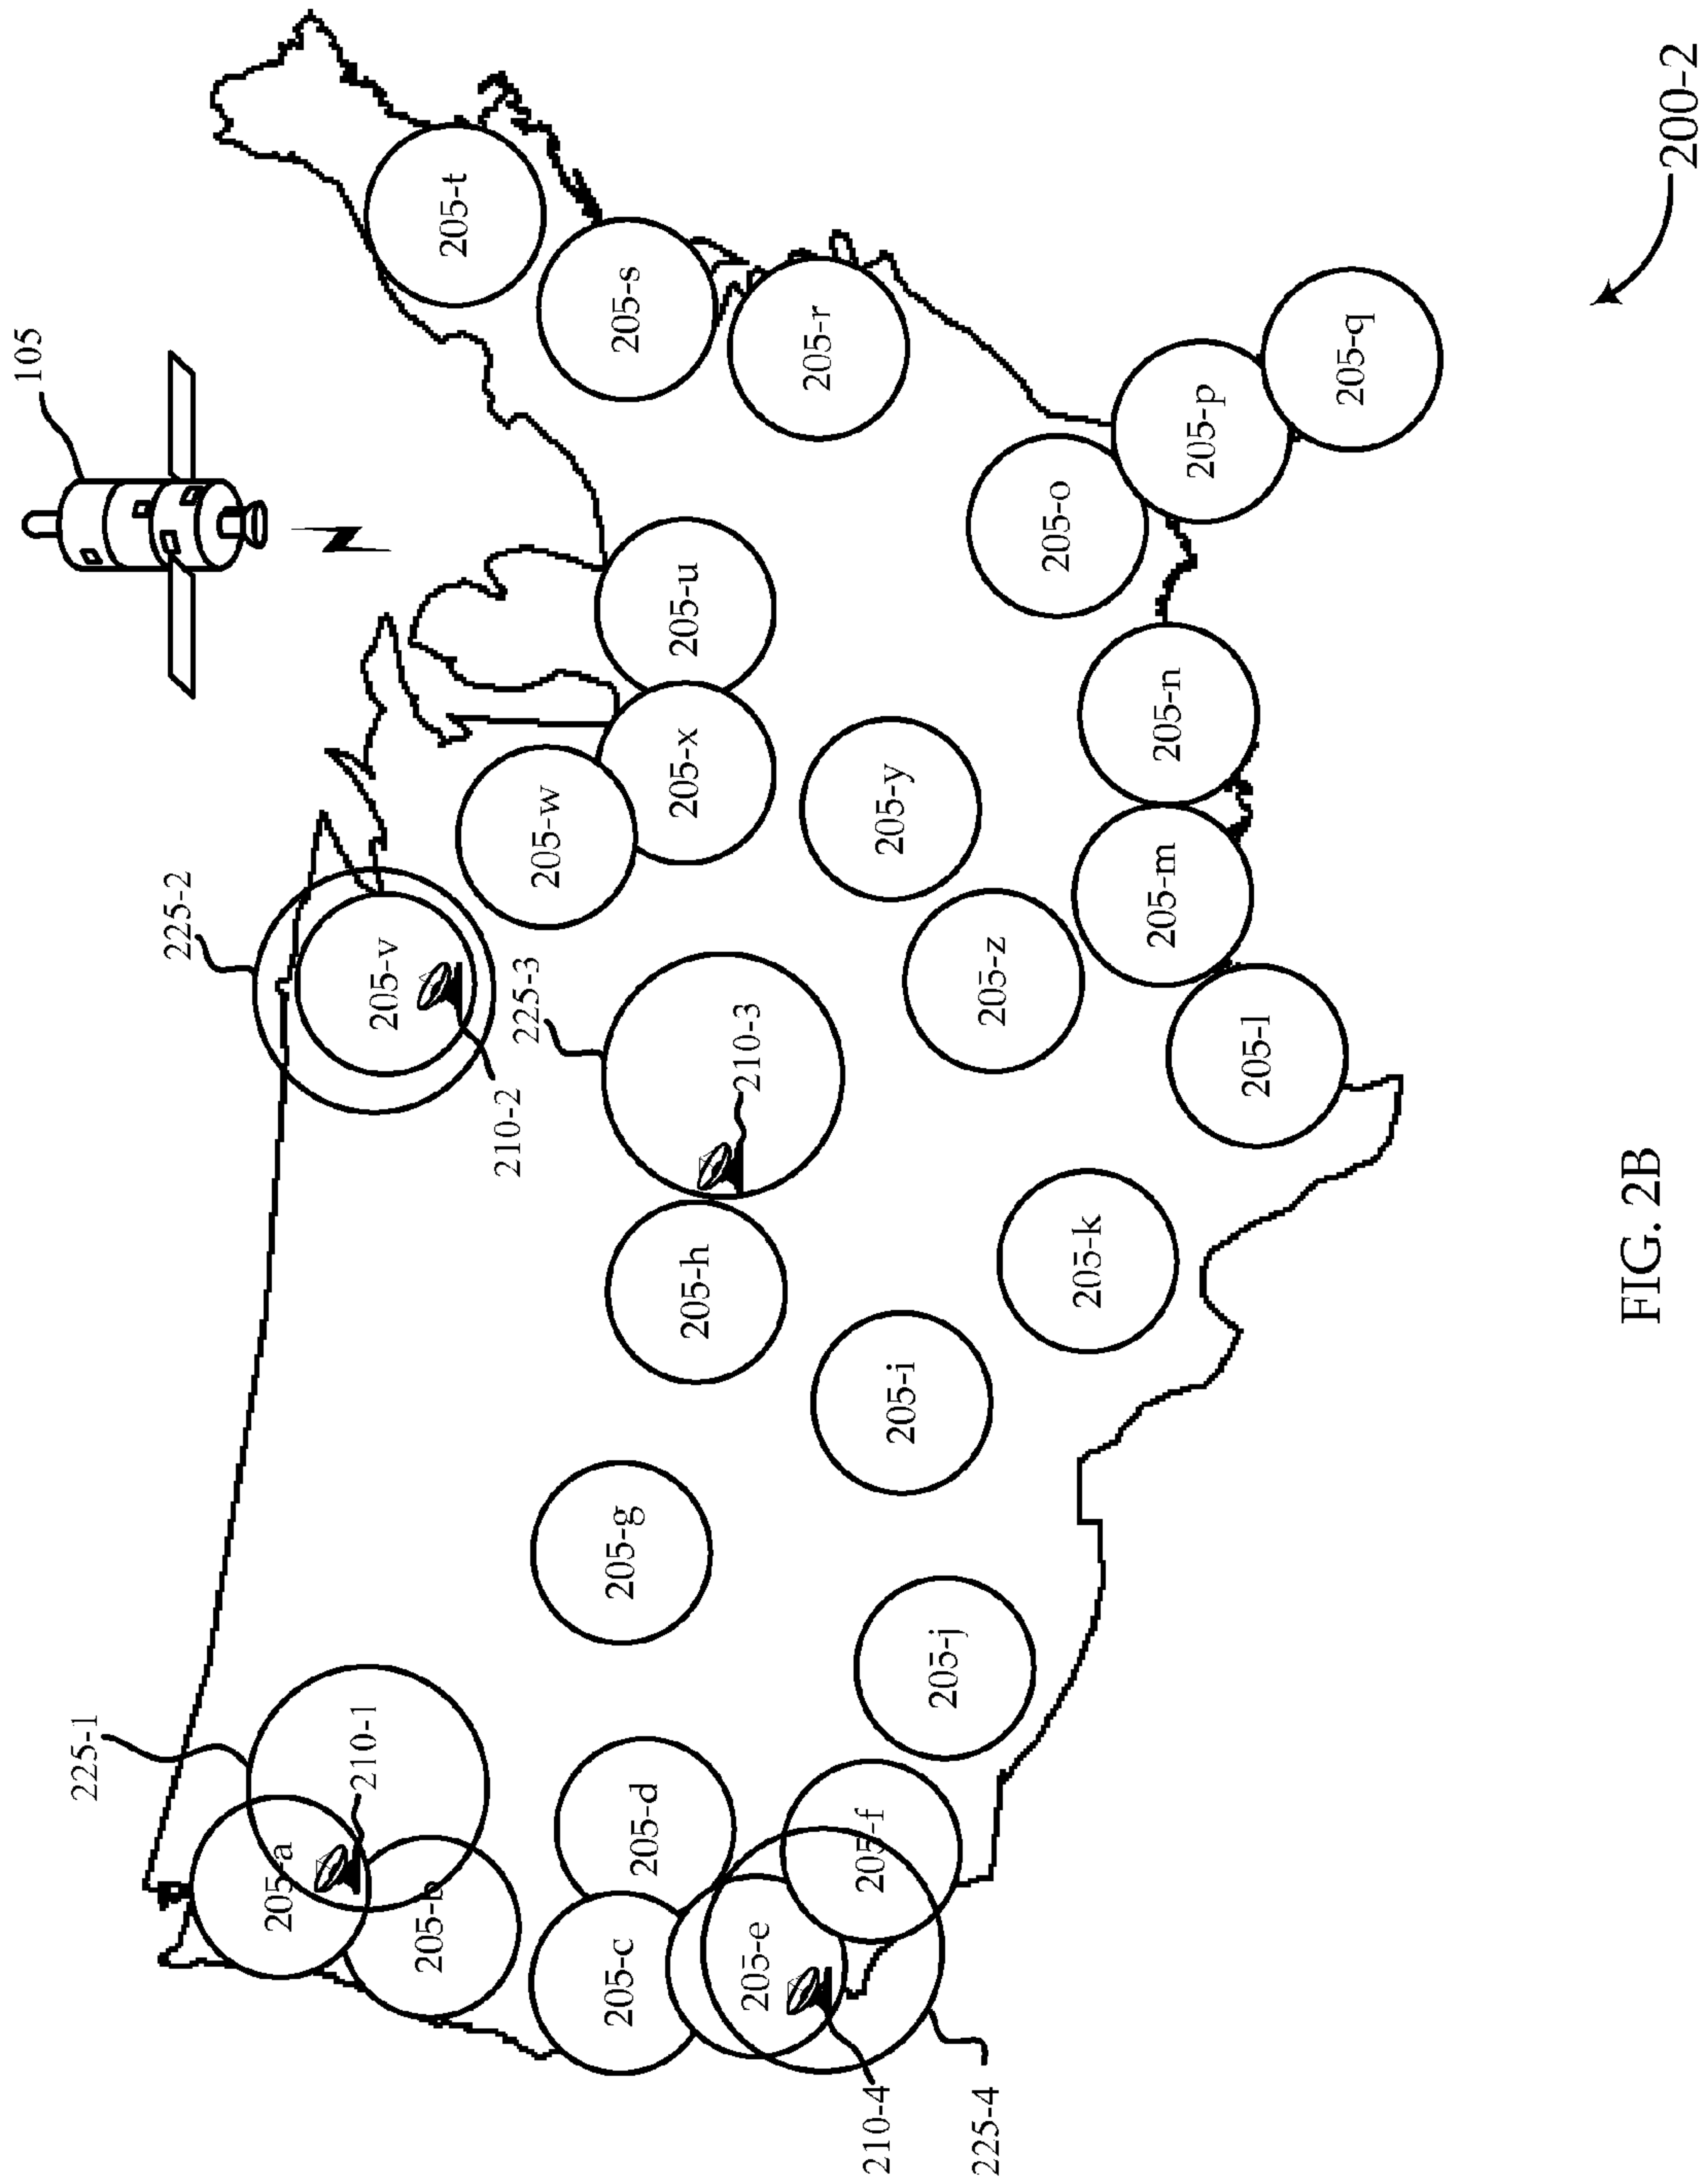 105
225-1
225-2
205-a
210-1
205-b
205-v
210-2
205-w
205-t
205-c
205-d
205-g
205-h
225-3
210-3
205-x
205-u
205-s
205-r
205-e
210-4
205-f
225-4
205-j
205-i
205-k
205-z
205-y
205-l
205-m
205-n
205-o
205-p
205-q
200-2
FIG. 2B